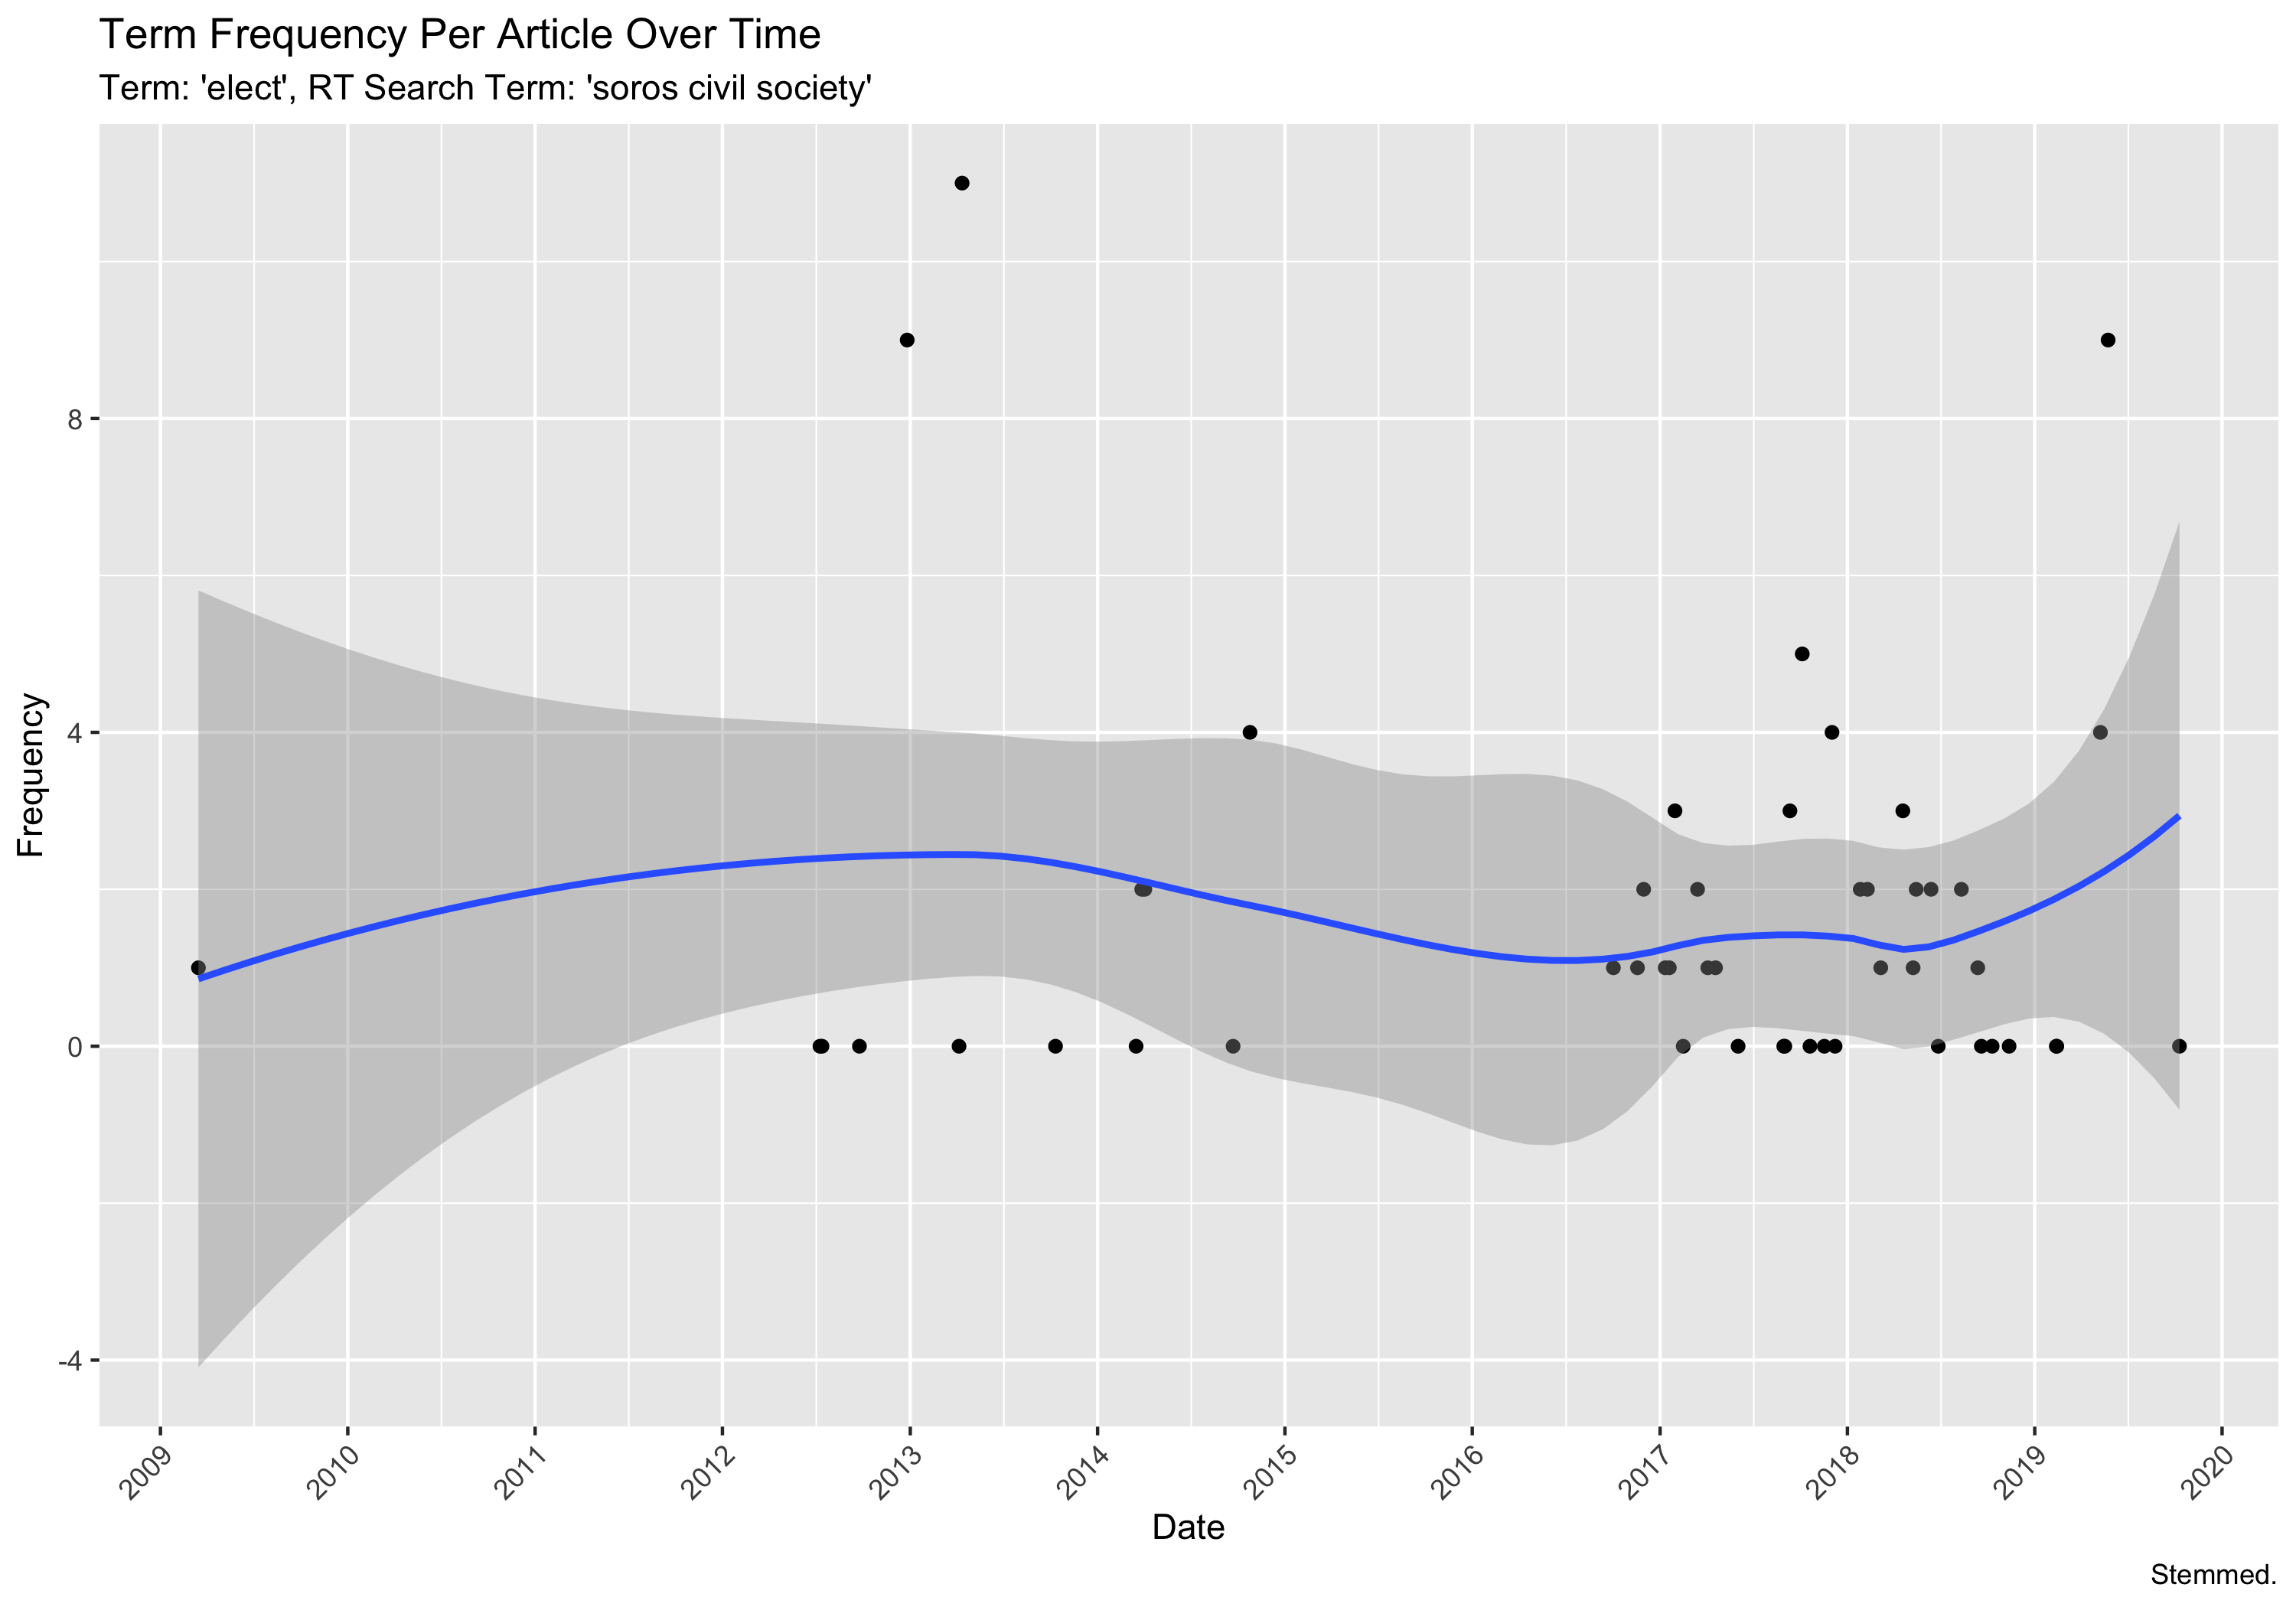 Term Frequency Per Article Over Time
Term: 'elect', RT Search Term: 'soros civil society'
Frequency
8
4
0
-4
2009 2010 2011 2012 2013 2014 2015 2016 2017 2018 2019 2020
Date
Stemmed.